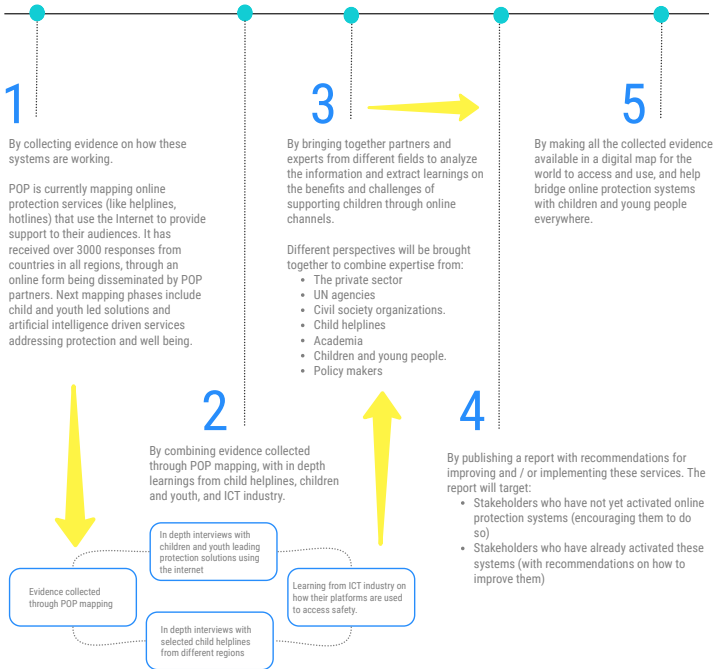 1
By collecting evidence on how these
systems are working.
POP is currently mapping online
protection services (like helplines,
hotlines) that use the Internet to provide
support to their audiences. It has
received over 3000 responses from
countries in all regions, through an
online form being disseminated by POP
partners. Next mapping phases include
child and youth led solutions and
artificial intelligence driven services
addressing protection and well being.
2
By combining evidence collected
through POP mapping, with in depth
learnings from child helplines, children
and youth, and ICT industry.
Evidence collected
through POP mapping
In depth interviews with
children and youth leading
protection solutions using
the internet
In depth interviews with
selected child helplines
from different regions
Learning from ICT industry on
how their platforms are used
to access safety.
3
By bringing together partners and
experts from different fields to analyze
the information and extract learnings on
the benefits and challenges of
supporting children through online
channels.
Different perspectives will be brought
together to combine expertise from:
• The private sector
• UN agencies
• Civil society organizations.
• Child helplines
• Academia
• Children and young people.
• Policy makers
4
By publishing a report with recommendations for
improving and / or implementing these services. The
report will target:
• Stakeholders who have not yet activated online
protection systems (encouraging them to do
so)
• Stakeholders who have already activated these
systems (with recommendations on how to
improve them)
5
By making all the collected evidence
available in a digital map for the
world to access and use, and help
bridge online protection systems
with children and young people
everywhere.